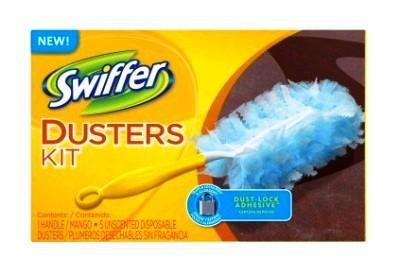 NEW!
Swiffer
DUSTERS
KIT
DUST-LOCK
ADHESIVE™
Contents / Contenido:
1 HANDLE / MANGO • 5 UNSCENTED DISPOSABLE
DUSTERS / PLUMEROS DESECHABLES SIN FRAGANCIA